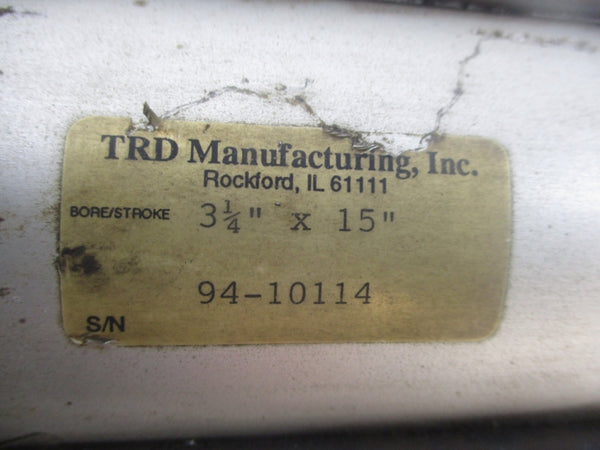 TRD Manufacturing, Inc.
Rockford, IL 61111
BORE/STROKE 3¼" x 15"
94-10114
S/N